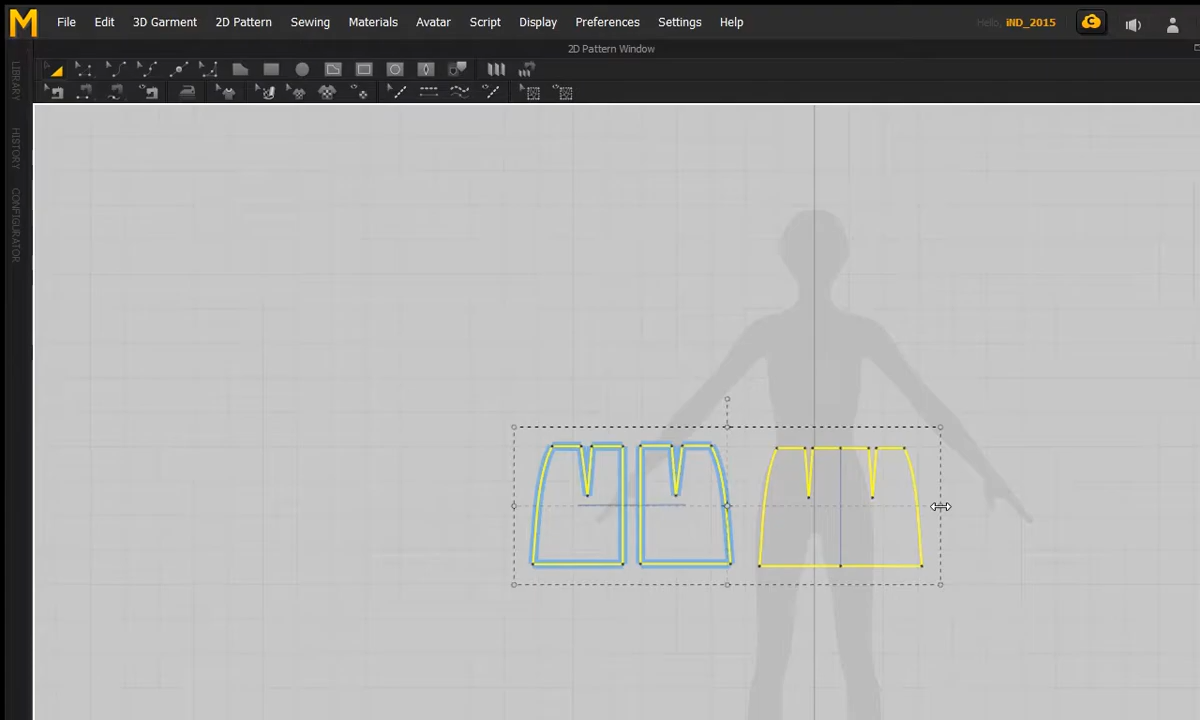 M File Edit 3D Garment 2D Pattern Sewing Materials Avatar Script Display Preferences Settings Help Hello, iND_2015 C
2D Pattern Window
LIBRARY
HISTORY
CONFIGURATOR